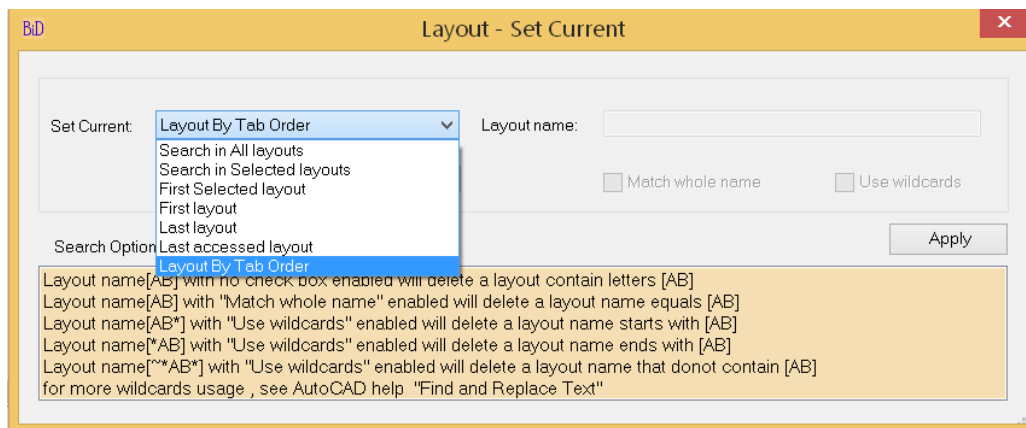 BiD Layout - Set Current x
Set Current: Layout By Tab Order Layout name:
Search in All layouts
Search in Selected layouts
First Selected layout
Match whole name Use wildcards
First layout
Last layout
Last accessed layout
Layout By Tab Order
Search Option
Apply
Layout name[AB] with no check box enabled will delete a layout contain letters [AB]
Layout name[AB] with "Match whole name" enabled will delete a layout name equals [AB]
Layout name[AB*] with "Use wildcards" enabled will delete a layout name starts with [AB]
Layout name[*AB] with "Use wildcards" enabled will delete a layout name ends with [AB]
Layout name[~*AB*] with "Use wildcards" enabled will delete a layout name that donot contain [AB]
for more wildcards usage , see AutoCAD help "Find and Replace Text"